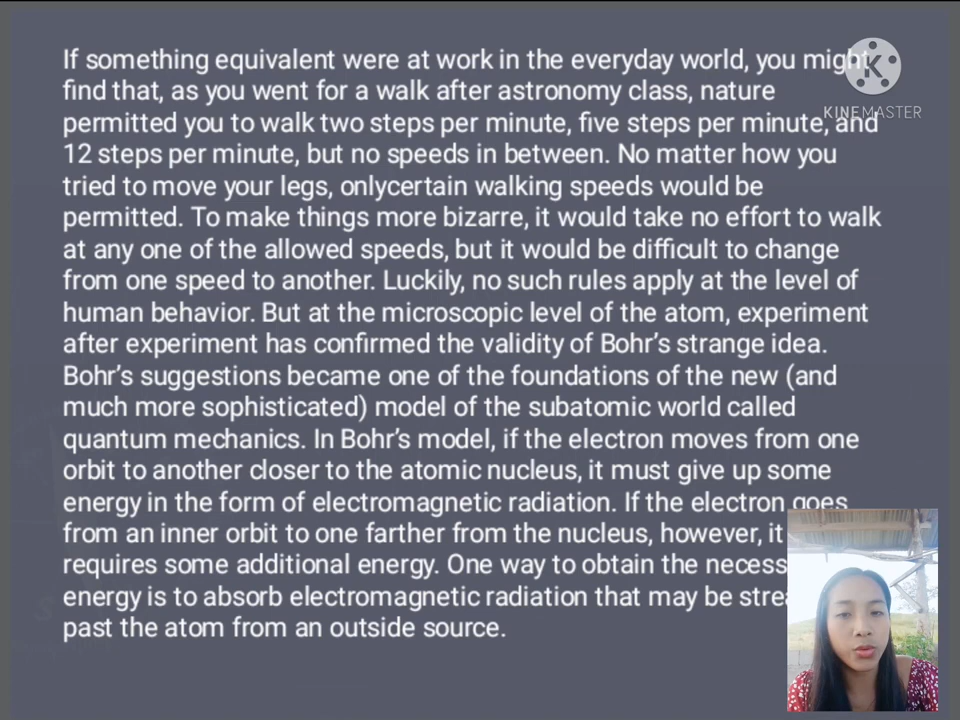 If something equivalent were at work in the everyday world, you might
find that, as you went for a walk after astronomy class, nature
permitted you to walk two steps per minute, five steps per minute, and
12 steps per minute, but no speeds in between. No matter how you
tried to move your legs, onlycertain walking speeds would be
permitted. To make things more bizarre, it would take no effort to walk
at any one of the allowed speeds, but it would be difficult to change
from one speed to another. Luckily, no such rules apply at the level of
human behavior. But at the microscopic level of the atom, experiment
after experiment has confirmed the validity of Bohr's strange idea.
Bohr's suggestions became one of the foundations of the new (and
much more sophisticated) model of the subatomic world called
quantum mechanics. In Bohr's model, if the electron moves from one
orbit to another closer to the atomic nucleus, it must give up some
energy in the form of electromagnetic radiation. If the electron goes
from an inner orbit to one farther from the nucleus, however, it
requires some additional energy. One way to obtain the
energy is to absorb electromagnetic radiation that may be
past the atom from an outside source.
K
KINEMASTER